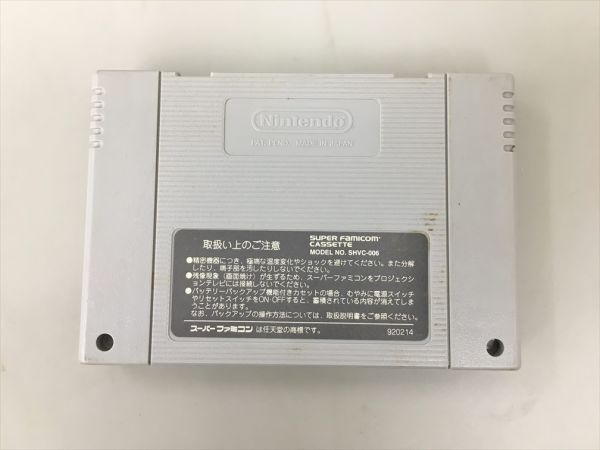 Nintendo
PAT. PEND. MADE IN JAPAN
取扱い上のご注意
SUPER FAMICOM
CASSETTE
MODEL NO. SHVC-006
●精密機器につき、極端な温度変化やショックを避けてください。また分解
したり、端子部を汚したりしないでください。
●残像現象（画面焼け）が生ずるため、スーパーファミコンをプロジェクシ
ョンテレビには接続しないでください。
●バッテリーバックアップ機能付きカセットの場合、むやみに電源スイッチ
やリセットスイッチをON・OFFすると、蓄積されている内容が消えてしま
うことがあります。
なお、バックアップの操作方法については、取扱説明書をご参照ください。
スーパーファミコン は任天堂の商標です。
920214